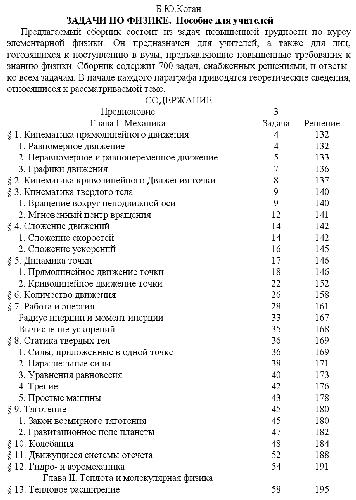 Б.Ю.Коган
ЗАДАЧИ ПО ФИЗИКЕ. Пособие для учителей
Предлагаемый сборник состоит из задач повышенной трудности по курсу
элементарной физики. Он предназначен для учителей, а также для лиц,
готовящихся к поступлению в вузы, предъявляющие повышенные требования к
знанию физики. Сборник содержит 700 задач, снабженных решениями, и ответы
ко всем задачам. В начале каждого параграфа приводятся теоретические сведения,
относящиеся к рассматриваемой теме.
СОДЕРЖАНИЕ
Предисловие 3
Глава I. Механика Задача Решение
§ 1. Кинематика прямолинейного движения 4 132
1. Равномерное движение 4 132
2. Неравномерное и равнопеременное движение 5 133
3. Графики движения 7 136
§ 2. Кинематика криволинейного Движения точки 8 137
§ 3. Кинематика твердого тела 9 140
1. Вращение вокруг неподвижной оси 9 140
2. Мгновенный центр вращения 12 141
§ 4. Сложение движений 14 142
1. Сложение скоростей 14 142
2. Сложение ускорений 16 145
§ 5. Динамика точки 17 146
1. Прямолинейное движение точки 18 146
2. Криволинейное движение точки 22 152
§ 6. Количество движения 26 158
§ 7. Работа и энергия 28 161
Радиус инерции и момент инерции 33 167
Вычисление ускорений 35 168
§ 8. Статика твердых тел 36 169
1. Силы, приложенные в одной точке 36 169
2. Параллельные силы 38 171
3. Уравнения равновесия 40 173
4. Трение 42 176
5. Простые машины 43 178
§ 9. Тяготение 45 180
1. Закон всемирного тяготения 45 180
2. Гравитационное поле планеты 47 182
§ 10. Колебания 48 184
§ 11. Движущиеся системы отсчета 52 188
§ 12. Гидро- и аэромеханика 54 191
Глава II. Теплота и молекулярная физика
§ 13. Тепловое расширение 58 195